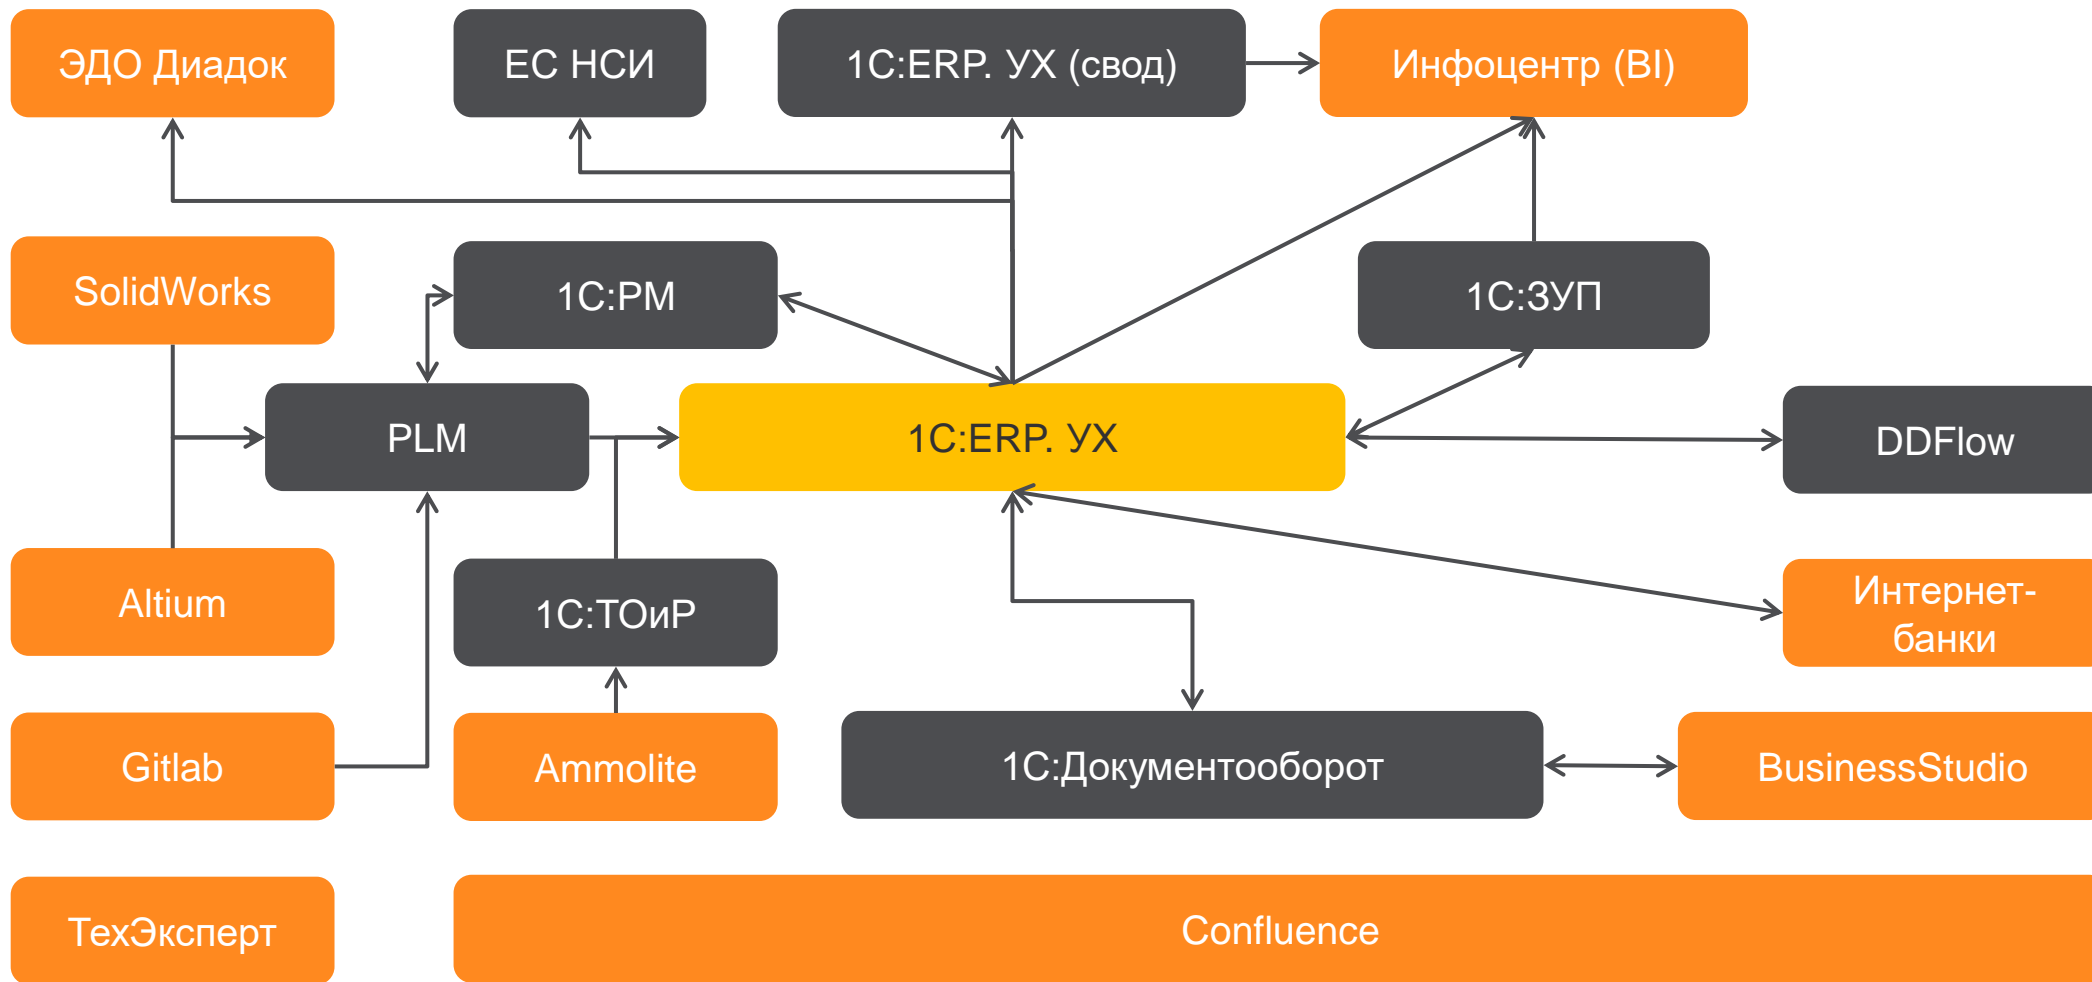 ЭДО Диадок
ЕС НСИ
1С:ERP. УХ (свод)
Инфоцентр (BI)
SolidWorks
1С:РМ
1С:ЗУП
PLM
1С:ERP. УХ
DDFlow
Altium
1С:ТОиР
Интернет-
банки
Gitlab
Ammolite
1С:Документооборот
BusinessStudio
ТехЭксперт
Confluence